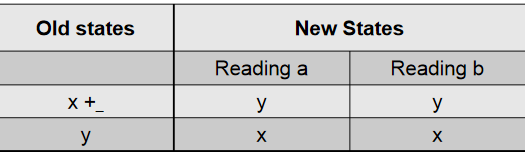 Old states New States
Reading a Reading b
x +_ y y
y x x